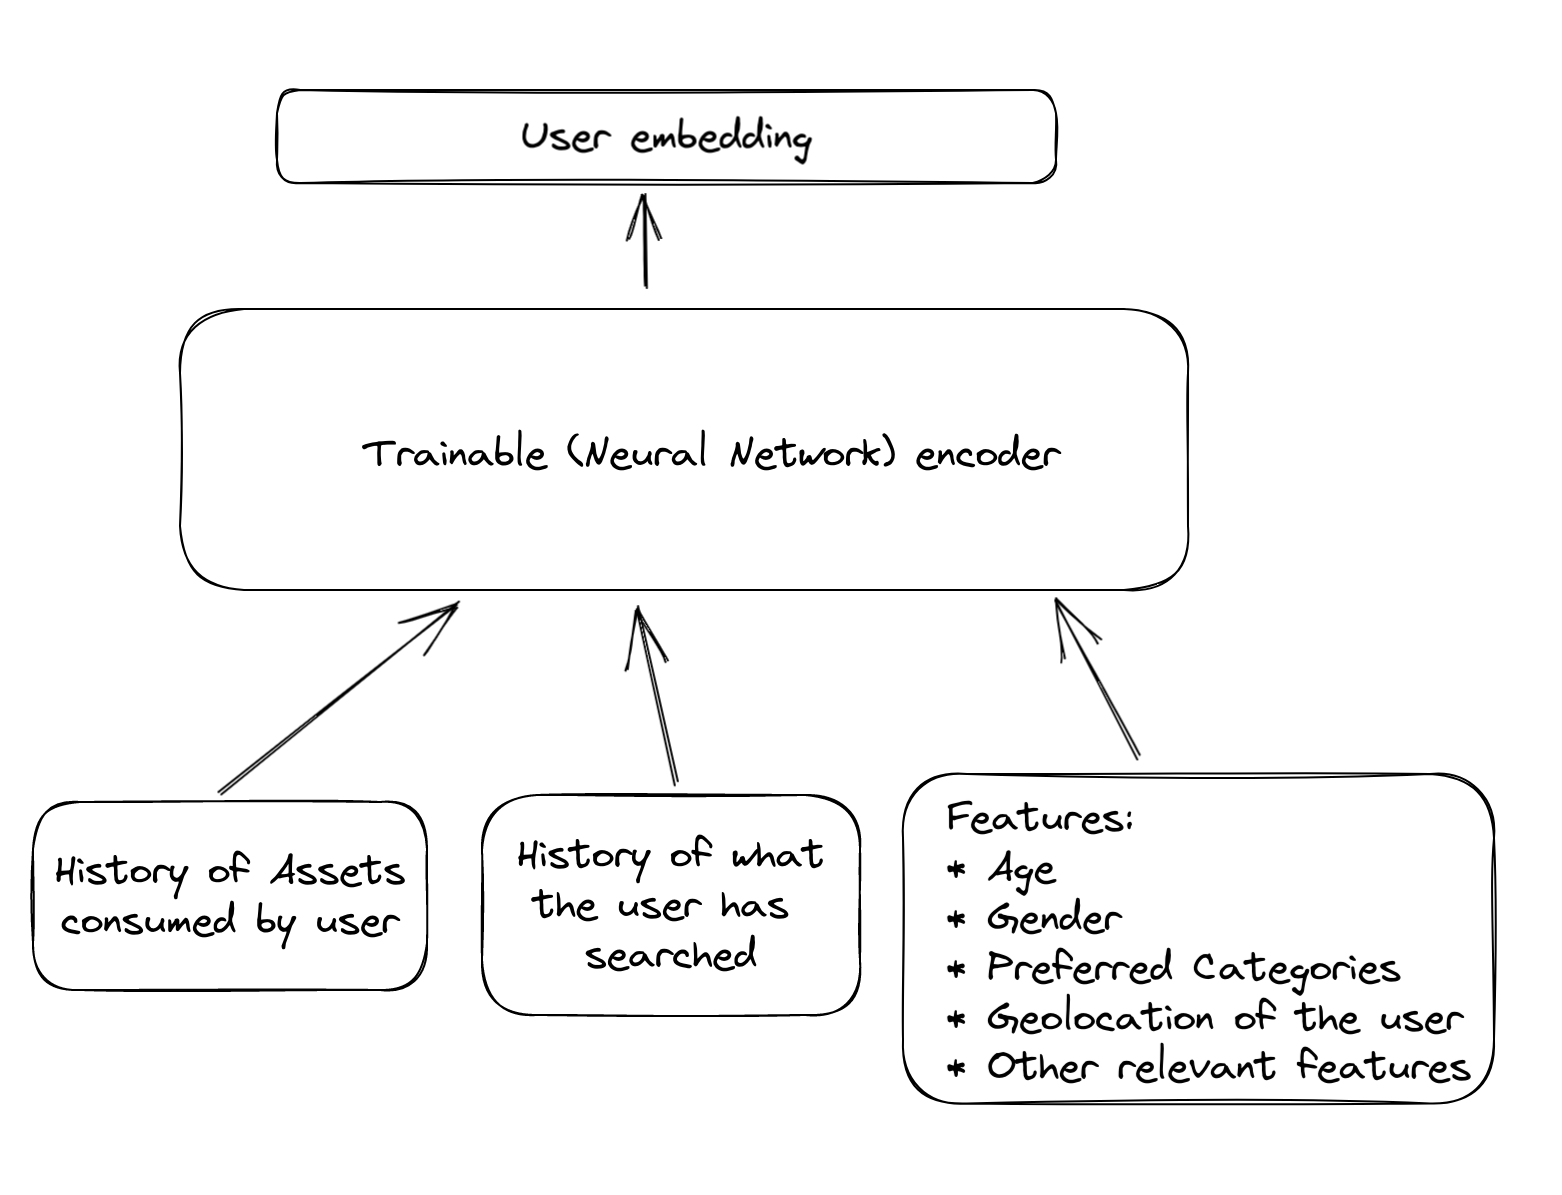 User embedding
Trainable (Neural Network) encoder
History of Assets
consumed by user
History of what
the user has
searched
Features:
* Age
* Gender
* Preferred Categories
* Geolocation of the user
* Other relevant features